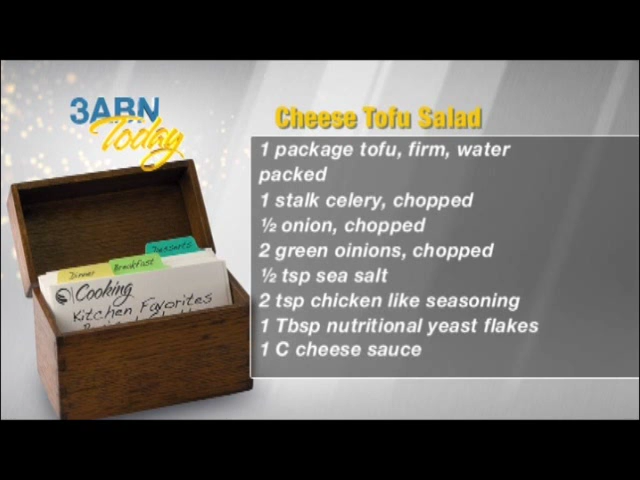 3ABN
Today
Cheese Tofu Salad
1 package tofu, firm, water
packed
1 stalk celery, chopped
½ onion, chopped
2 green oinions, chopped
½ tsp sea salt
2 tsp chicken like seasoning
1 Tbsp nutritional yeast flakes
1 C cheese sauce
Desserts
Breakfast
Dinner
Cooking
Kitchen Favorites